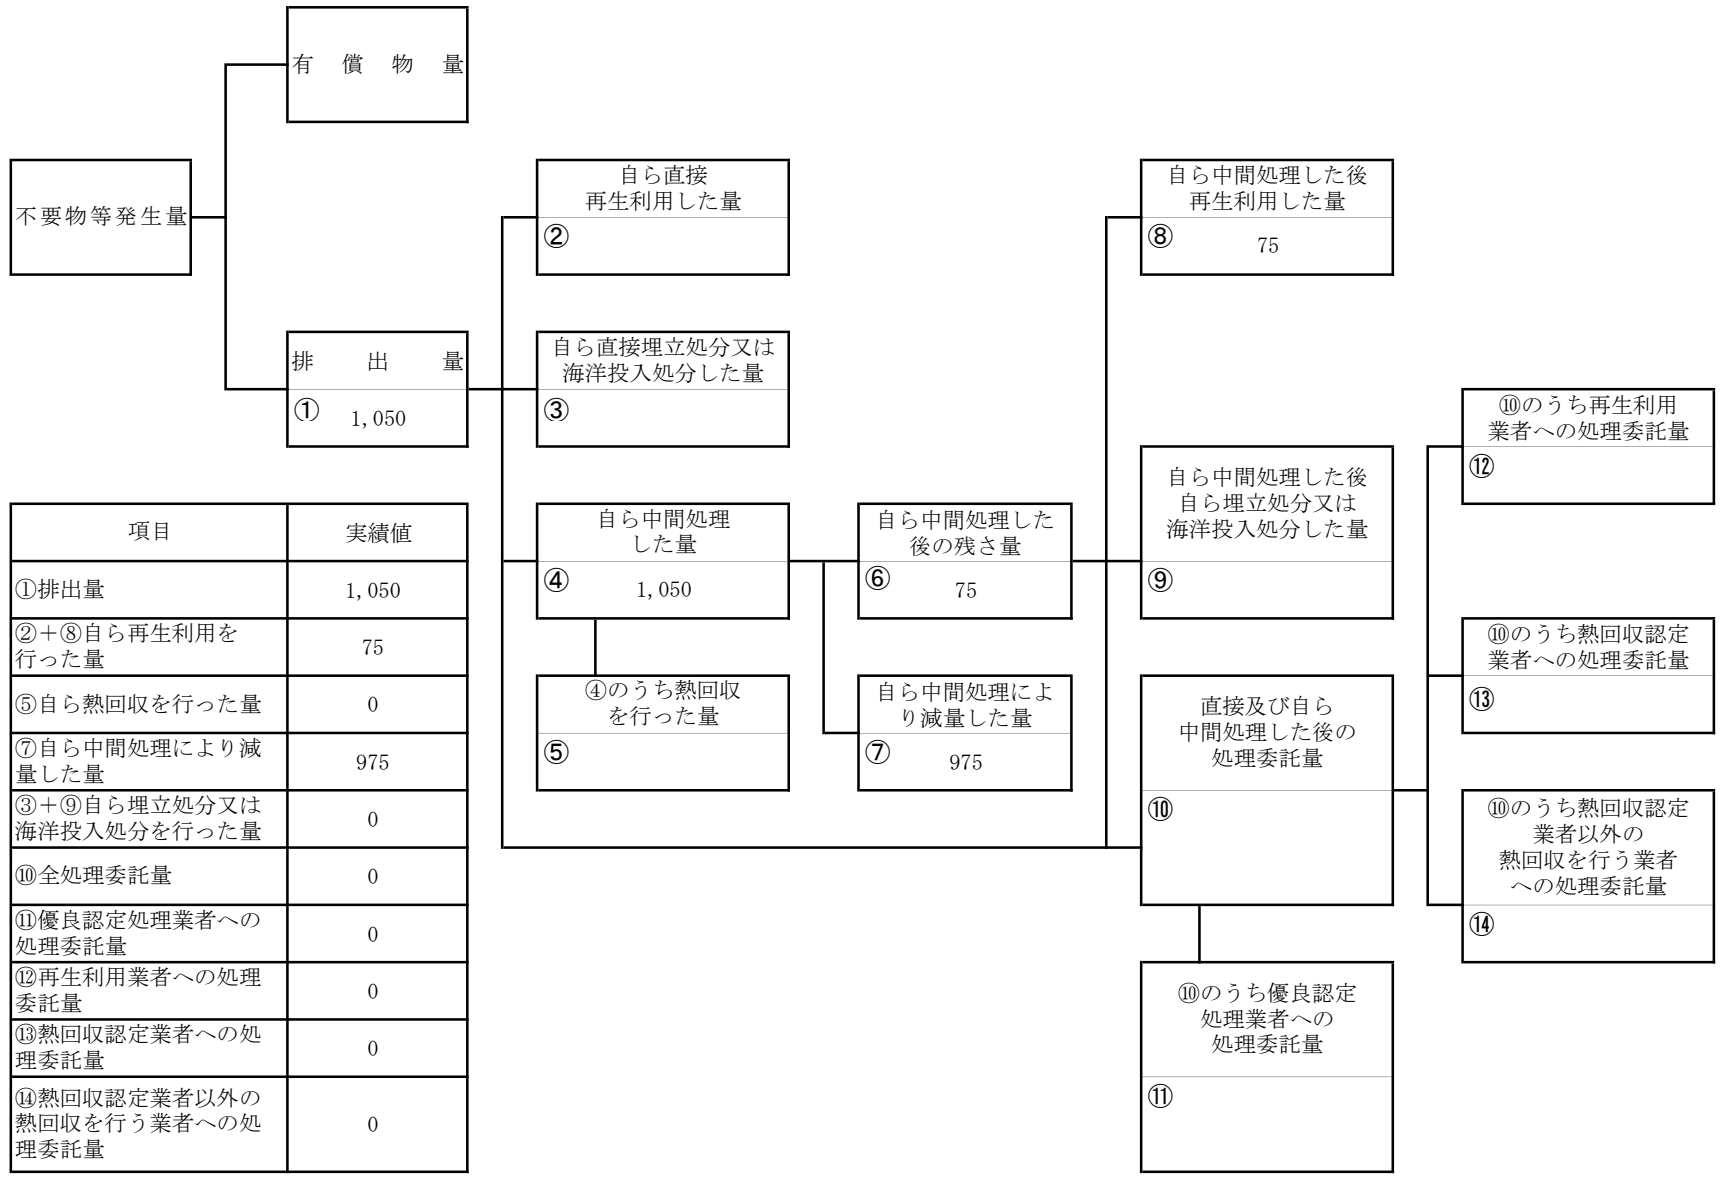 有償物量
不要物等発生量
排出量
①
1,050
自ら直接
再生利用した量
②
自ら直接埋立処分又は
海洋投入処分した量
③
自ら中間処理
した量
④
1,050
④のうち熱回収
を行った量
⑤
自ら中間処理した
後の残さ量
⑥
75
自ら中間処理によ
り減量した量
⑦
975
自ら中間処理した後
再生利用した量
⑧
75
自ら中間処理した後
自ら埋立処分又は
海洋投入処分した量
⑨
直接及び自ら
中間処理した後の
処理委託量
⑩
⑩のうち優良認定
処理業者への
処理委託量
⑪
⑩のうち再生利用
業者への処理委託量
⑫
⑩のうち熱回収認定
業者への処理委託量
⑬
⑩のうち熱回収認定
業者以外の
熱回収を行う業者
への処理委託量
⑭
項目
実績値
①排出量
1,050
②＋⑧自ら再生利用を
行った量
75
⑤自ら熱回収を行った量
0
⑦自ら中間処理により減
量した量
975
③＋⑨自ら埋立処分又は
海洋投入処分を行った量
0
⑩全処理委託量
0
⑪優良認定処理業者への
処理委託量
0
⑫再生利用業者への処理
委託量
0
⑬熱回収認定業者への処
理委託量
0
⑭熱回収認定業者以外の
熱回収を行う業者への処
理委託量
0